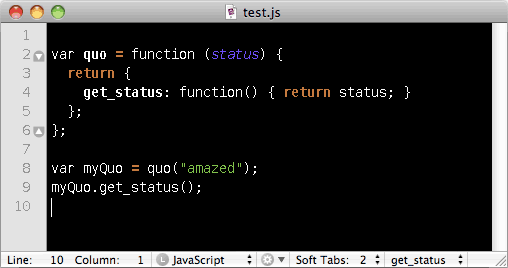 test.js
1
2 var quo = function (status) {
3   return {
4     get_status: function() { return status; }
5   };
6 };
7
8 var myQuo = quo("amazed");
9 myQuo.get_status();
10
Line: 10 Column: 1 L JavaScript Soft Tabs: 2 get_status